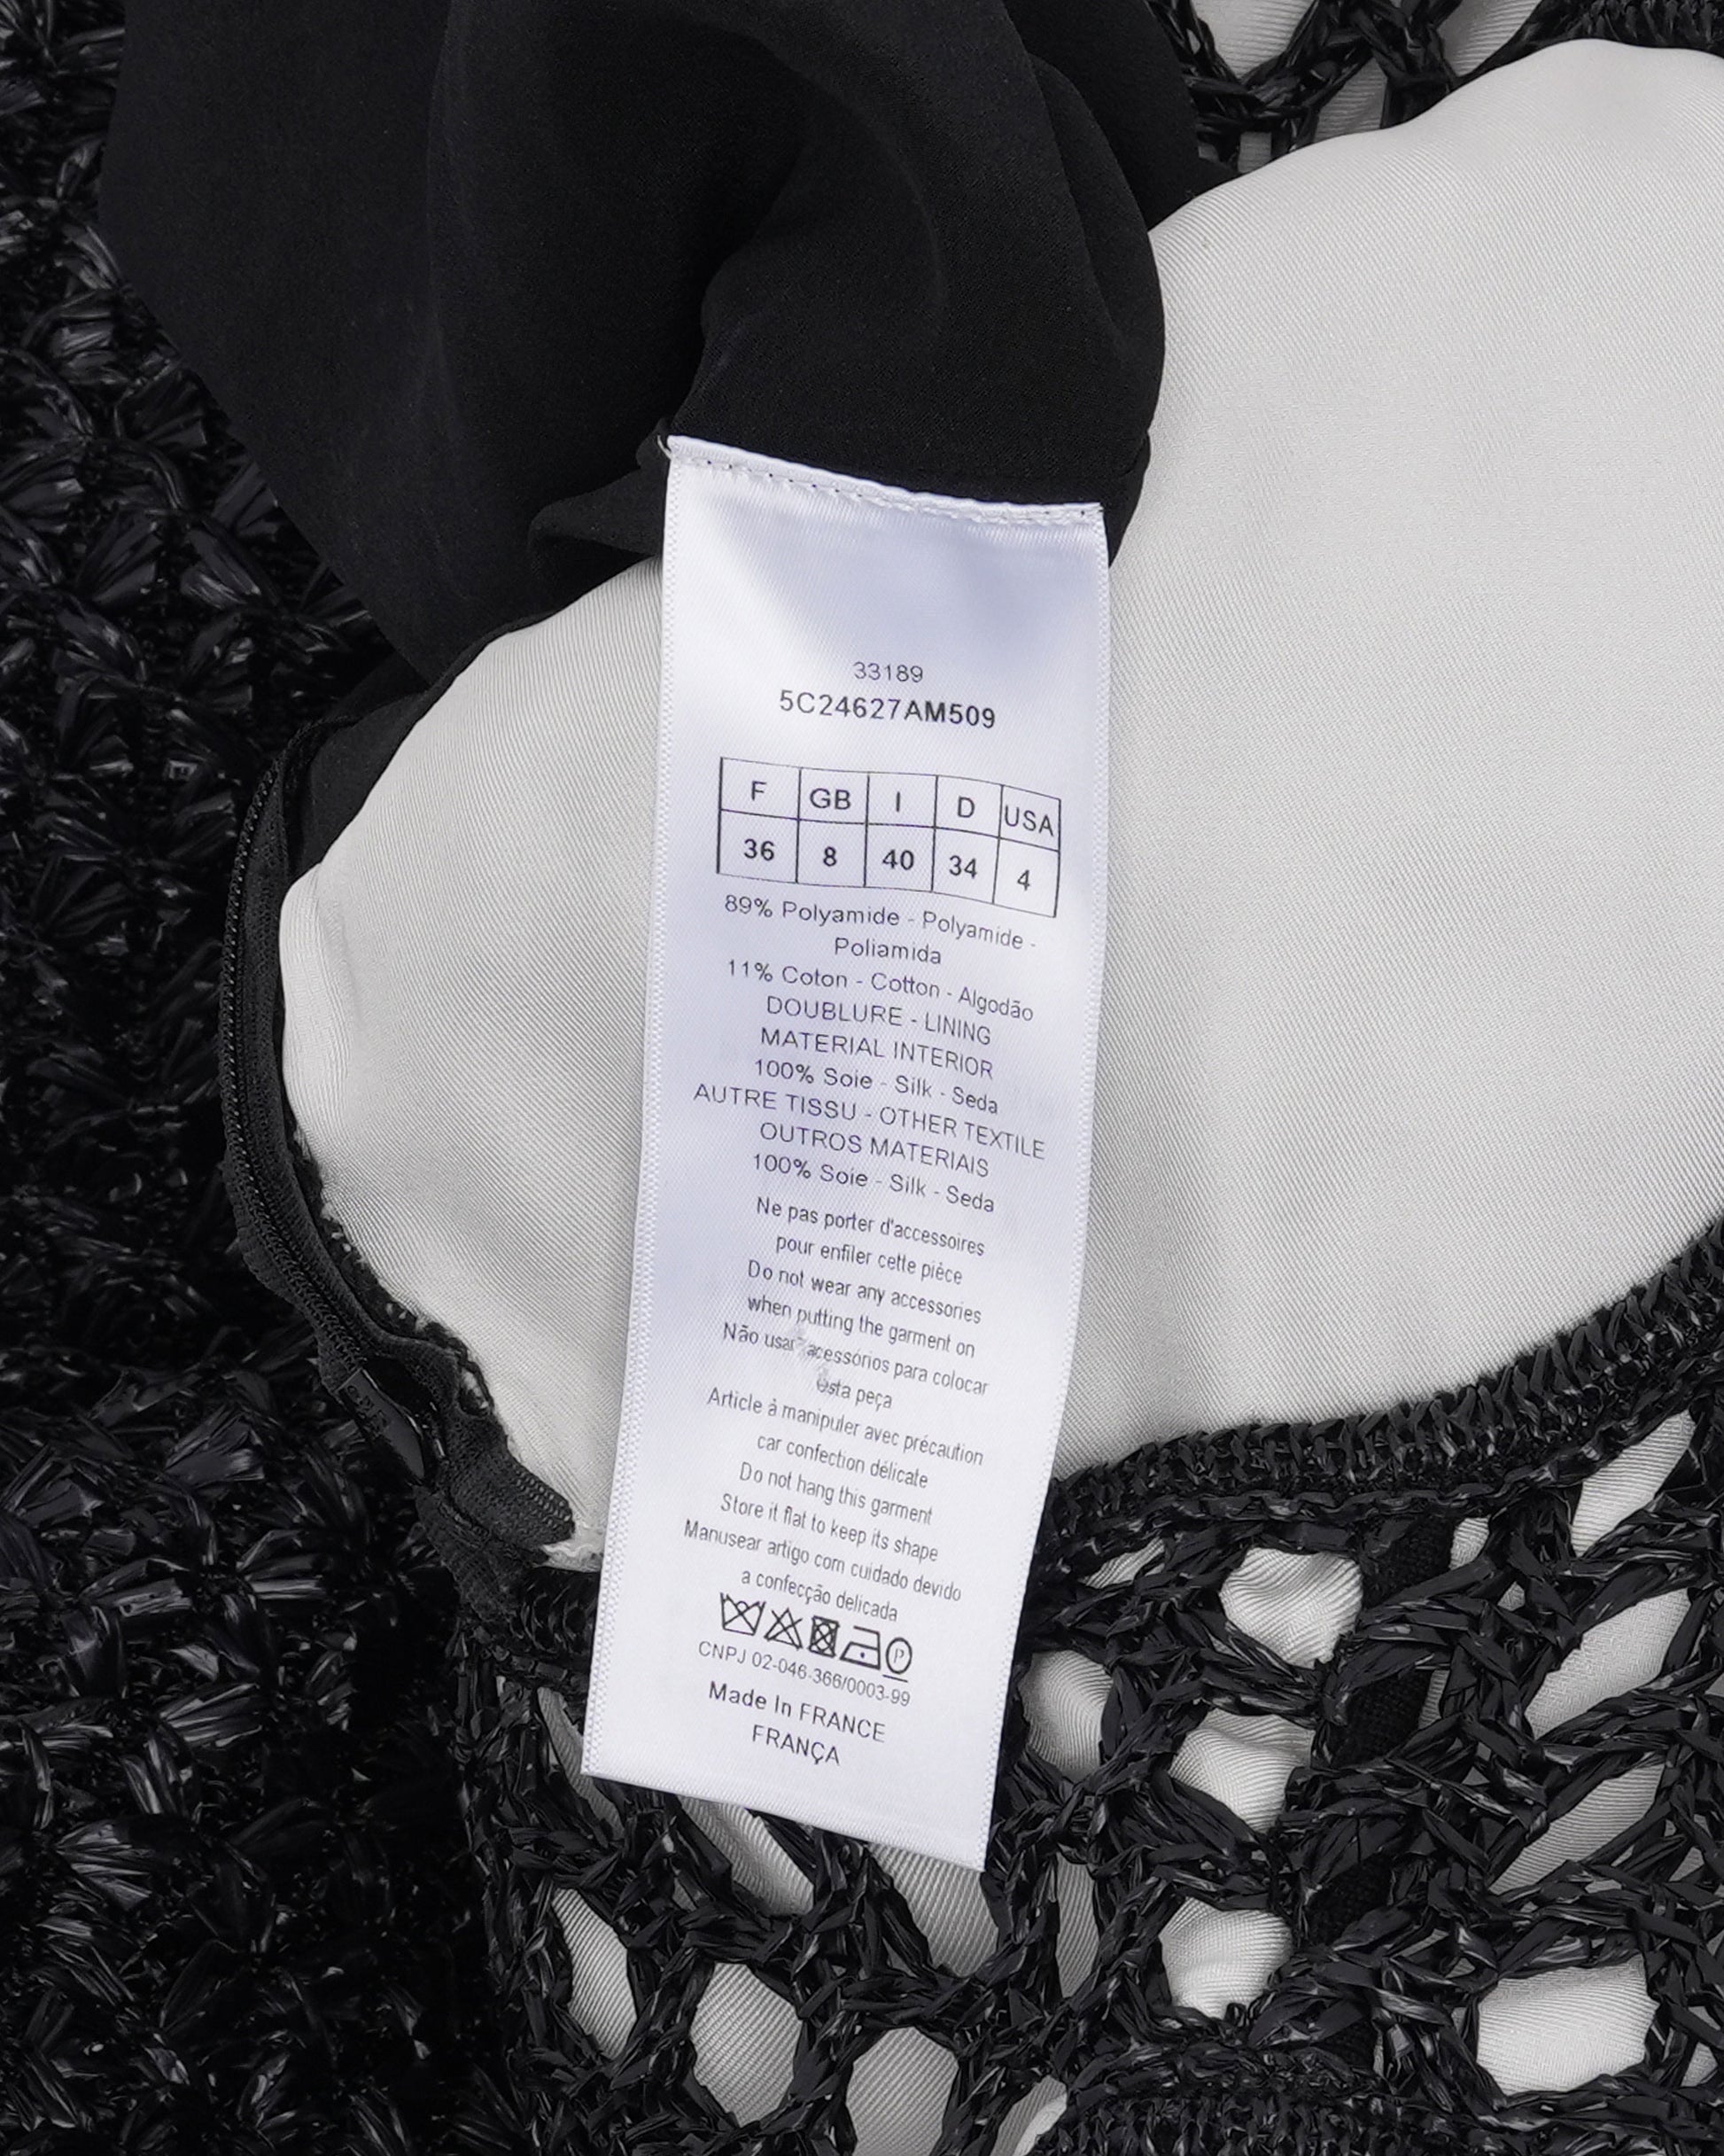 33189
5C24627AM509
F GB I D USA
36 8 40 34 4
89% Polyamide - Polyamide -
Poliamida
11% Coton - Cotton - Algodão
DOUBLURE - LINING
MATERIAL INTERIOR
100% Soie - Silk - Seda
AUTRE TISSU - OTHER TEXTILE
OUTROS MATERIAIS
100% Soie - Silk - Seda
Ne pas porter d'accessoires
pour enfiler cette pièce
Do not wear any accessories
when putting the garment on
Não usar acessórios para colocar
esta peça
Article à manipuler avec précaution
car confection délicate
Do not hang this garment
Store it flat to keep its shape
Manusear artigo com cuidado devido
a confecção delicada
P
CNPJ 02-046-366/0003-99
Made In FRANCE
FRANÇA